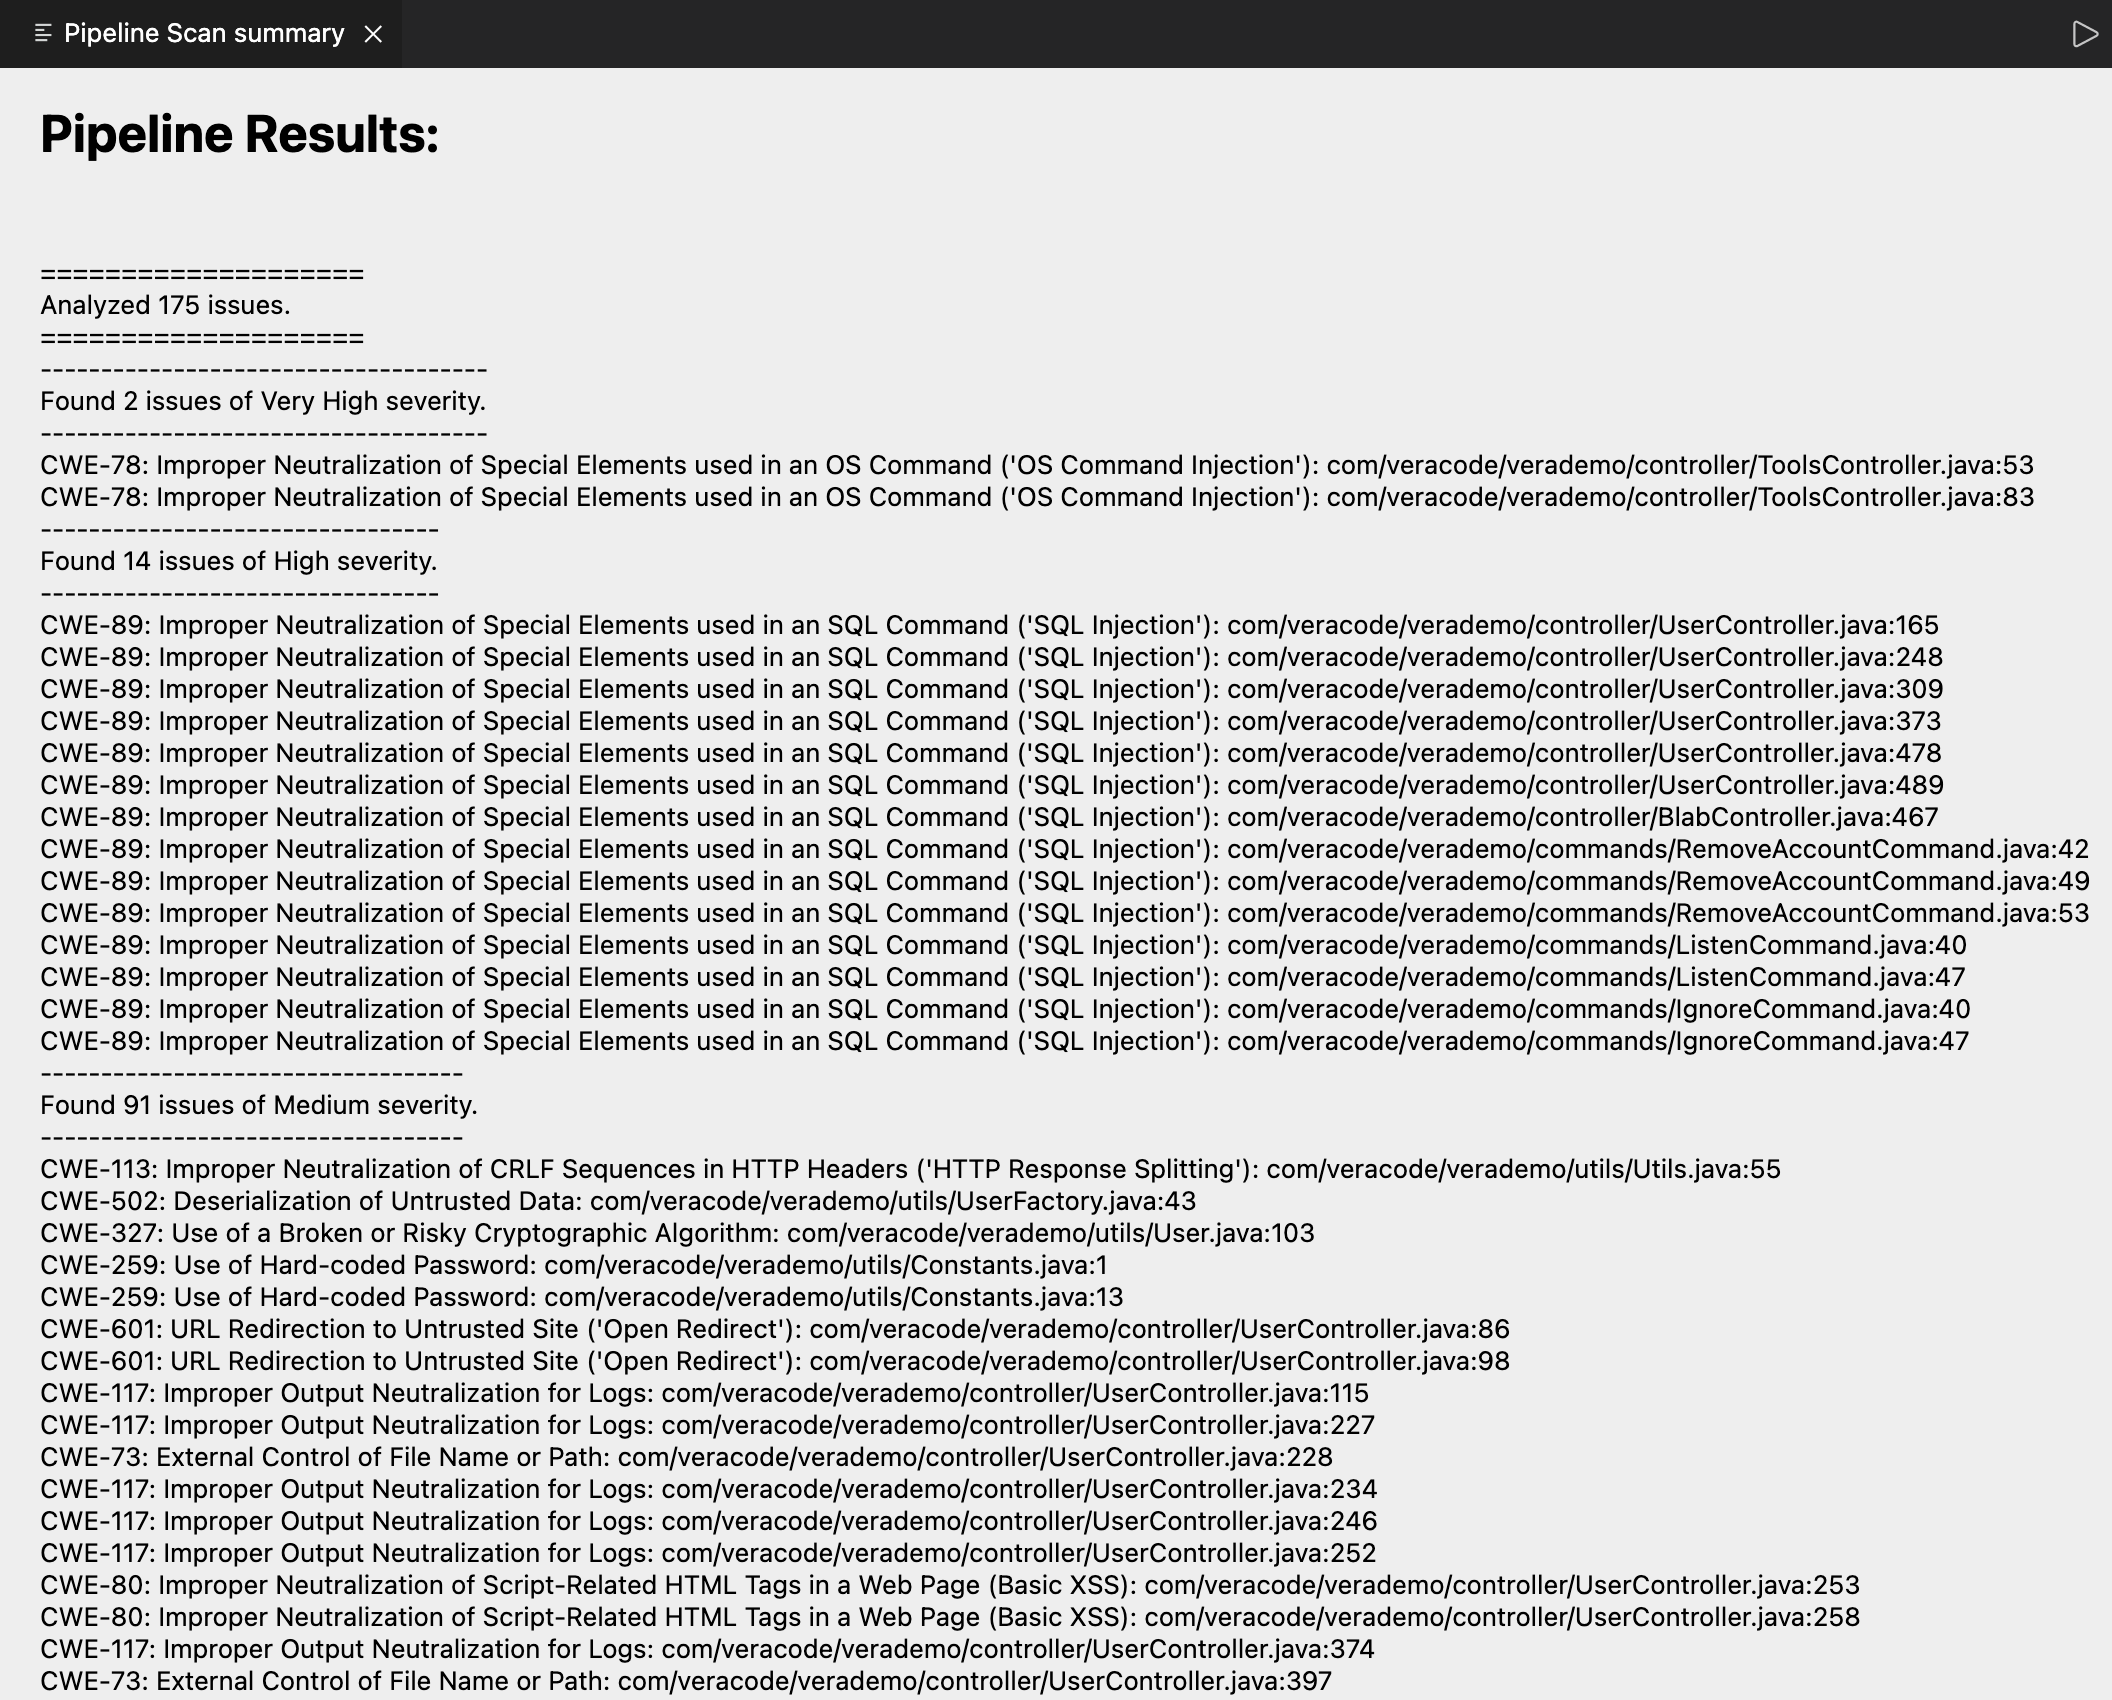 Pipeline Scan summary
Pipeline Results:
====================
Analyzed 175 issues.
====================
-------------------------------------
Found 2 issues of Very High severity.
-------------------------------------
CWE-78: Improper Neutralization of Special Elements used in an OS Command ('OS Command Injection'): com/veracode/verademo/controller/ToolsController.java:53
CWE-78: Improper Neutralization of Special Elements used in an OS Command ('OS Command Injection'): com/veracode/verademo/controller/ToolsController.java:83
---------------------------------
Found 14 issues of High severity.
---------------------------------
CWE-89: Improper Neutralization of Special Elements used in an SQL Command ('SQL Injection'): com/veracode/verademo/controller/UserController.java:165
CWE-89: Improper Neutralization of Special Elements used in an SQL Command ('SQL Injection'): com/veracode/verademo/controller/UserController.java:248
CWE-89: Improper Neutralization of Special Elements used in an SQL Command ('SQL Injection'): com/veracode/verademo/controller/UserController.java:309
CWE-89: Improper Neutralization of Special Elements used in an SQL Command ('SQL Injection'): com/veracode/verademo/controller/UserController.java:373
CWE-89: Improper Neutralization of Special Elements used in an SQL Command ('SQL Injection'): com/veracode/verademo/controller/UserController.java:478
CWE-89: Improper Neutralization of Special Elements used in an SQL Command ('SQL Injection'): com/veracode/verademo/controller/UserController.java:489
CWE-89: Improper Neutralization of Special Elements used in an SQL Command ('SQL Injection'): com/veracode/verademo/controller/BlabController.java:467
CWE-89: Improper Neutralization of Special Elements used in an SQL Command ('SQL Injection'): com/veracode/verademo/commands/RemoveAccountCommand.java:42
CWE-89: Improper Neutralization of Special Elements used in an SQL Command ('SQL Injection'): com/veracode/verademo/commands/RemoveAccountCommand.java:49
CWE-89: Improper Neutralization of Special Elements used in an SQL Command ('SQL Injection'): com/veracode/verademo/commands/RemoveAccountCommand.java:53
CWE-89: Improper Neutralization of Special Elements used in an SQL Command ('SQL Injection'): com/veracode/verademo/commands/ListenCommand.java:40
CWE-89: Improper Neutralization of Special Elements used in an SQL Command ('SQL Injection'): com/veracode/verademo/commands/ListenCommand.java:47
CWE-89: Improper Neutralization of Special Elements used in an SQL Command ('SQL Injection'): com/veracode/verademo/commands/IgnoreCommand.java:40
CWE-89: Improper Neutralization of Special Elements used in an SQL Command ('SQL Injection'): com/veracode/verademo/commands/IgnoreCommand.java:47
-----------------------------------
Found 91 issues of Medium severity.
-----------------------------------
CWE-113: Improper Neutralization of CRLF Sequences in HTTP Headers ('HTTP Response Splitting'): com/veracode/verademo/utils/Utils.java:55
CWE-502: Deserialization of Untrusted Data: com/veracode/verademo/utils/UserFactory.java:43
CWE-327: Use of a Broken or Risky Cryptographic Algorithm: com/veracode/verademo/utils/User.java:103
CWE-259: Use of Hard-coded Password: com/veracode/verademo/utils/Constants.java:1
CWE-259: Use of Hard-coded Password: com/veracode/verademo/utils/Constants.java:13
CWE-601: URL Redirection to Untrusted Site ('Open Redirect'): com/veracode/verademo/controller/UserController.java:86
CWE-601: URL Redirection to Untrusted Site ('Open Redirect'): com/veracode/verademo/controller/UserController.java:98
CWE-117: Improper Output Neutralization for Logs: com/veracode/verademo/controller/UserController.java:115
CWE-117: Improper Output Neutralization for Logs: com/veracode/verademo/controller/UserController.java:227
CWE-73: External Control of File Name or Path: com/veracode/verademo/controller/UserController.java:228
CWE-117: Improper Output Neutralization for Logs: com/veracode/verademo/controller/UserController.java:234
CWE-117: Improper Output Neutralization for Logs: com/veracode/verademo/controller/UserController.java:246
CWE-117: Improper Output Neutralization for Logs: com/veracode/verademo/controller/UserController.java:252
CWE-80: Improper Neutralization of Script-Related HTML Tags in a Web Page (Basic XSS): com/veracode/verademo/controller/UserController.java:253
CWE-80: Improper Neutralization of Script-Related HTML Tags in a Web Page (Basic XSS): com/veracode/verademo/controller/UserController.java:258
CWE-117: Improper Output Neutralization for Logs: com/veracode/verademo/controller/UserController.java:374
CWE-73: External Control of File Name or Path: com/veracode/verademo/controller/UserController.java:397